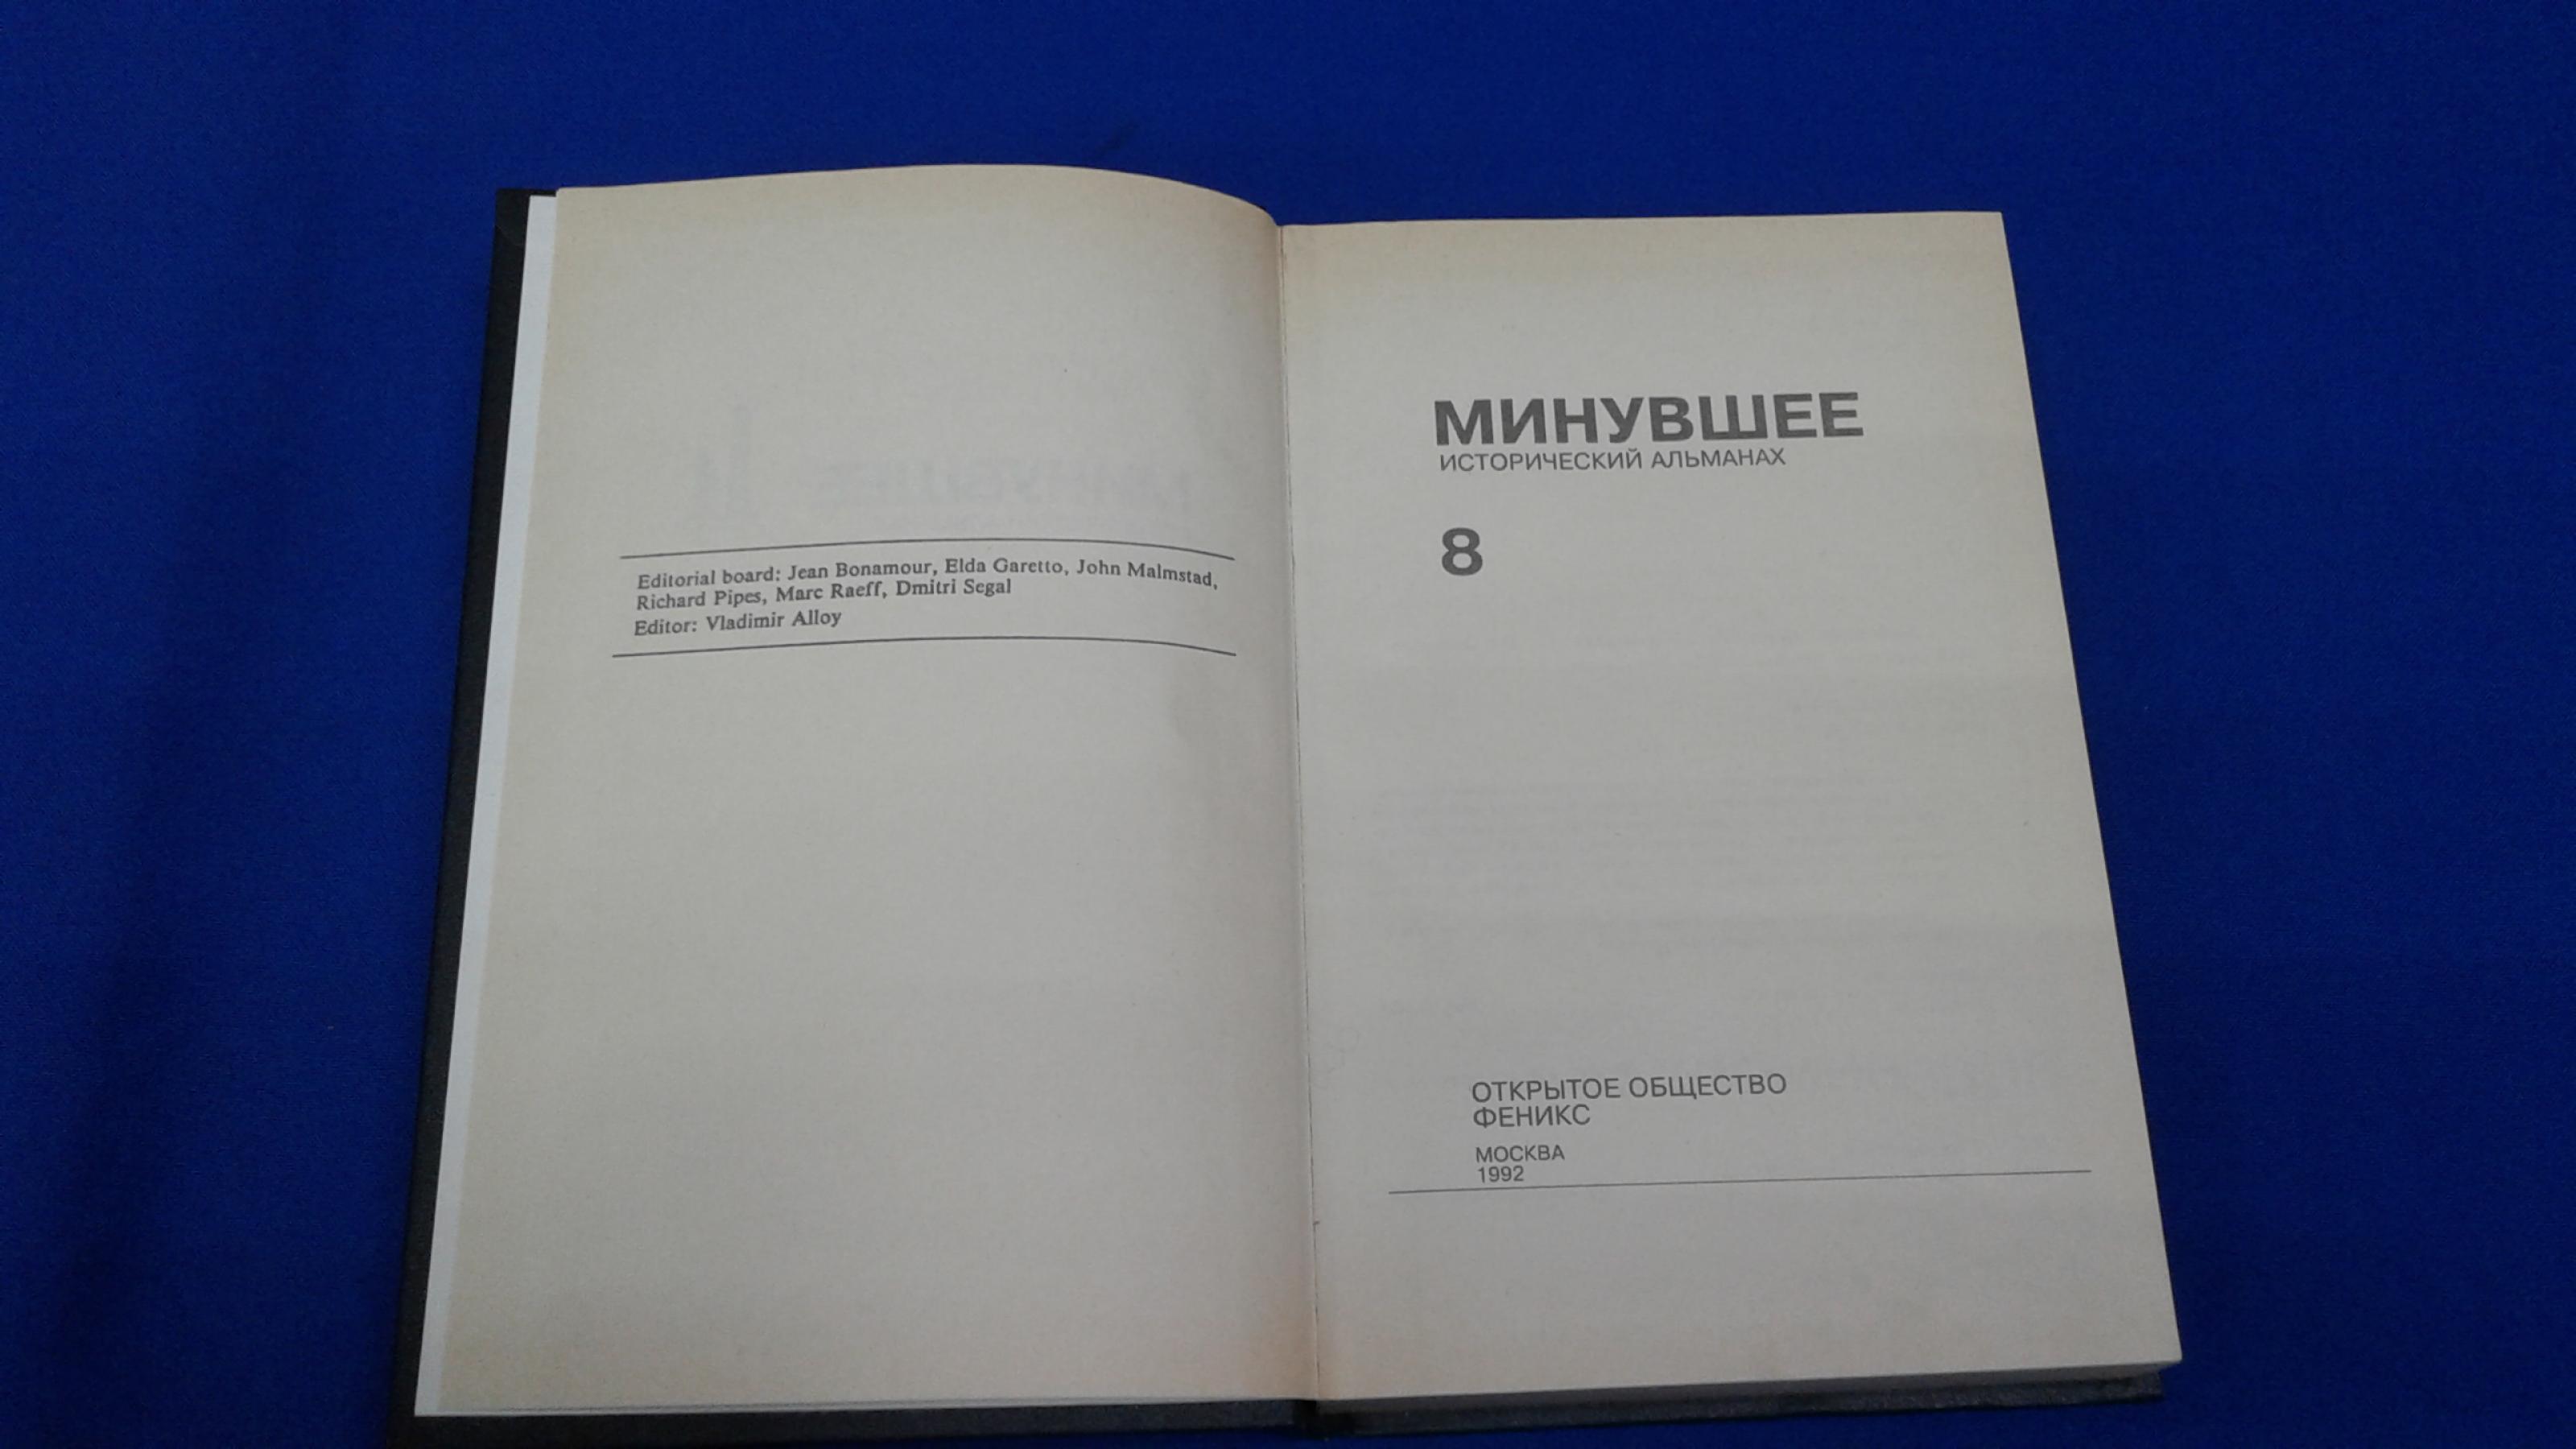 Editorial board: Jean Bonamour, Elda Garetto, John Malmstad,
Richard Pipes, Marc Raeff, Dmitri Segal
Editor: Vladimir Alloy
МИНУВШЕЕ
ИСТОРИЧЕСКИЙ АЛЬМАНАХ
8
ОТКРЫТОЕ ОБЩЕСТВО
ФЕНИКС
МОСКВА
1992